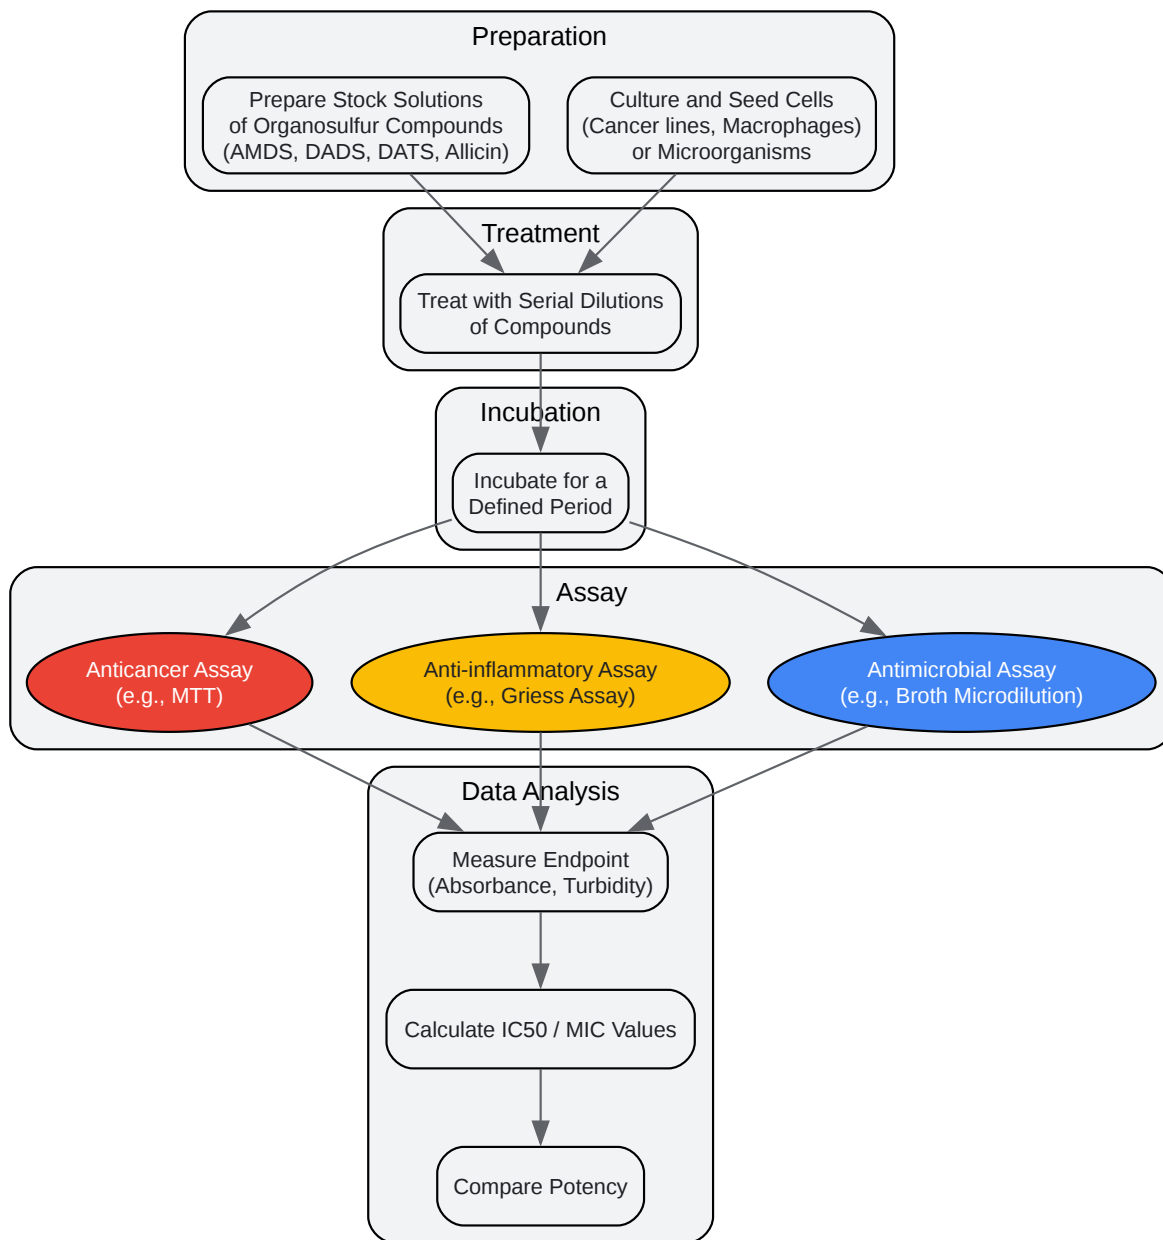 Preparation
Prepare Stock Solutions
of Organosulfur Compounds
(AMDS, DADS, DATS, Allicin)
Culture and Seed Cells
(Cancer lines, Macrophages)
or Microorganisms
Treatment
Treat with Serial Dilutions
of Compounds
Incubation
Incubate for a
Defined Period
Assay
Anticancer Assay
(e.g., MTT)
Anti-inflammatory Assay
(e.g., Griess Assay)
Antimicrobial Assay
(e.g., Broth Microdilution)
Data Analysis
Measure Endpoint
(Absorbance, Turbidity)
Calculate IC50 / MIC Values
Compare Potency